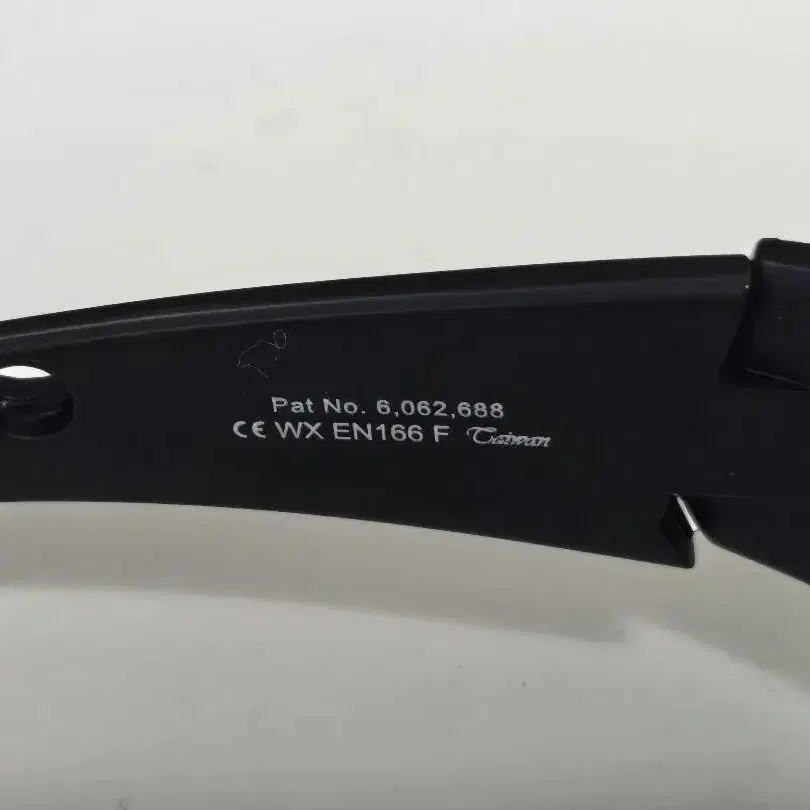 Pat No. 6,062,688
CE WX EN166 F Taiwan